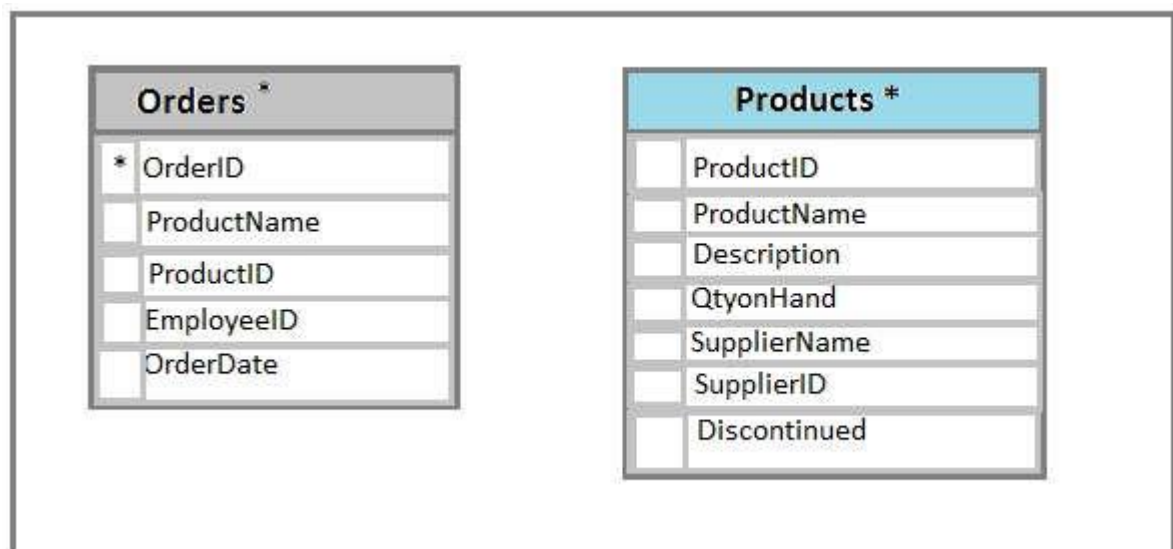 Orders *
* OrderID
ProductName
ProductID
EmployeeID
OrderDate
Products *
ProductID
ProductName
Description
QtyonHand
SupplierName
SupplierID
Discontinued